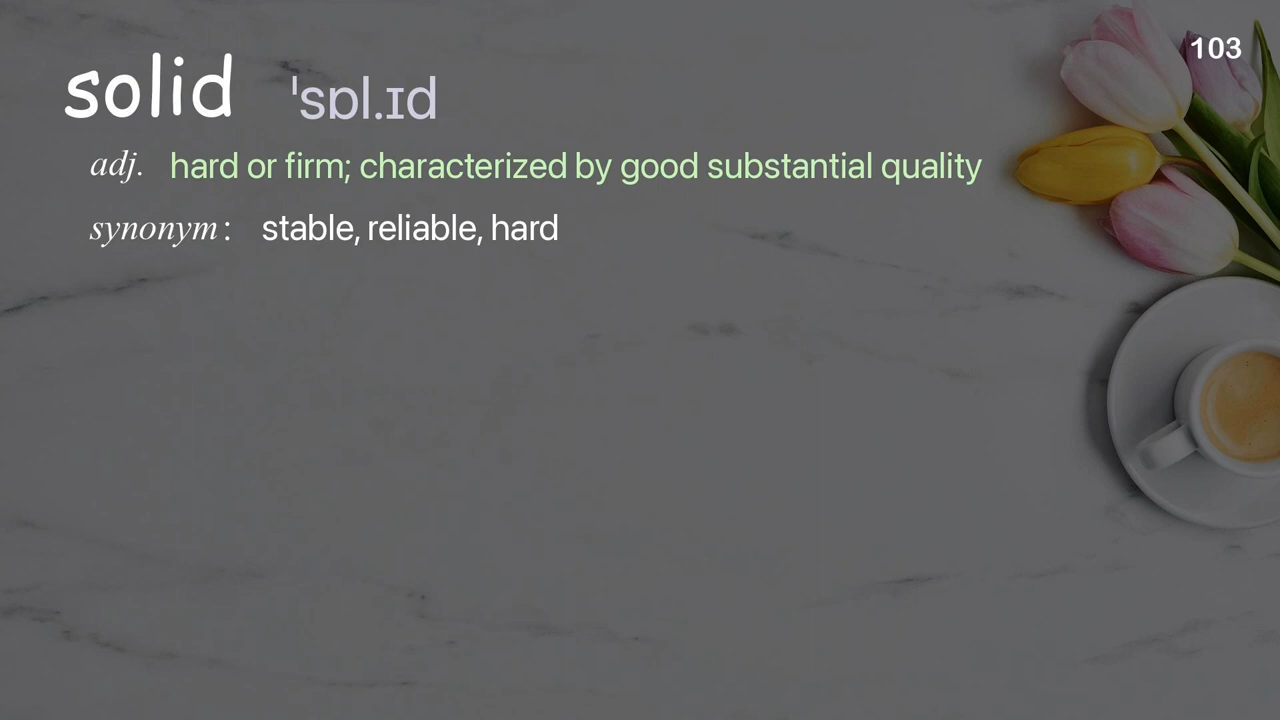 103
solid ˈsɒl.ɪd
adj. hard or firm; characterized by good substantial quality
synonym : stable, reliable, hard